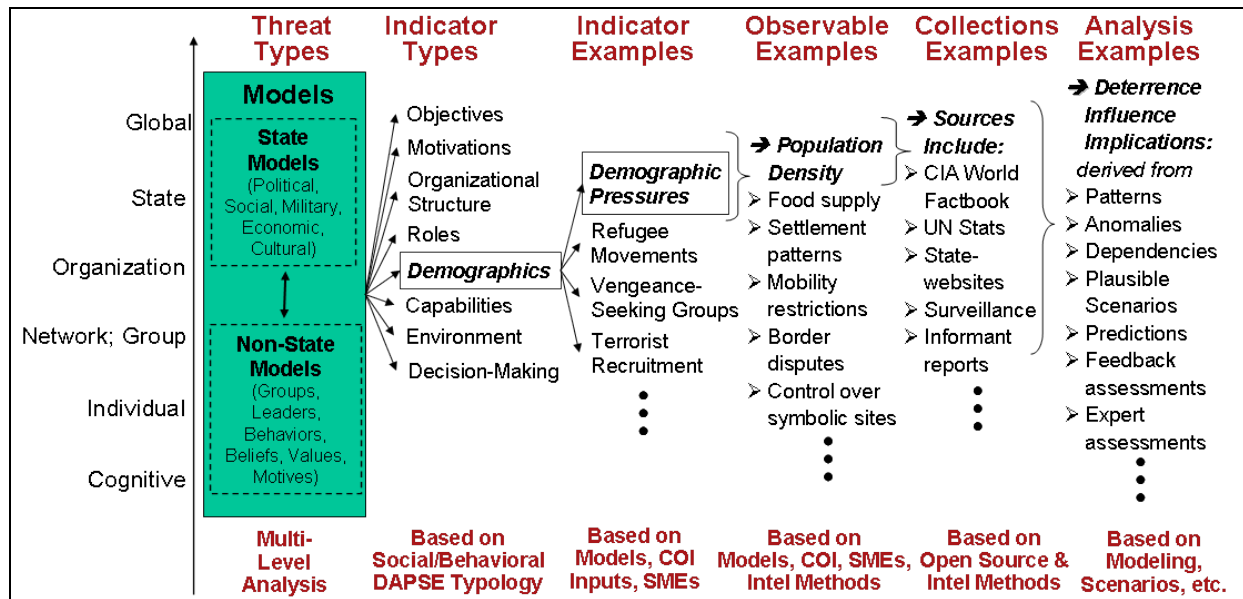 Threat
Types
Indicator
Types
Indicator
Examples
Observable
Examples
Collections
Examples
Analysis
Examples
Global
State
Organization
Network; Group
Individual
Cognitive
Models
State
Models
(Political,
Social, Military,
Economic,
Cultural)
Non-State
Models
(Groups,
Leaders,
Behaviors,
Beliefs, Values,
Motives)
Objectives
Motivations
Organizational
Structure
Roles
Demographics
Capabilities
Environment
Decision-Making
Demographic
Pressures
Refugee
Movements
Vengeance-
Seeking Groups
Terrorist
Recruitment
➔ Population
Density
➢ Food supply
➢ Settlement
patterns
➢ Mobility
restrictions
➢ Border
disputes
➢ Control over
symbolic sites
➔ Sources
Include:
➢ CIA World
Factbook
➢ UN Stats
➢ State-
websites
➢ Surveillance
➢ Informant
reports
➔ Deterrence
Influence
Implications:
derived from
➢ Patterns
➢ Anomalies
➢ Dependencies
➢ Plausible
Scenarios
➢ Predictions
➢ Feedback
assessments
➢ Expert
assessments
Multi-
Level
Analysis
Based on
Social/Behavioral
DAPSE Typology
Based on
Models, COI
Inputs, SMEs
Based on
Models, COI, SMEs,
Intel Methods
Based on
Open Source &
Intel Methods
Based on
Modeling,
Scenarios, etc.